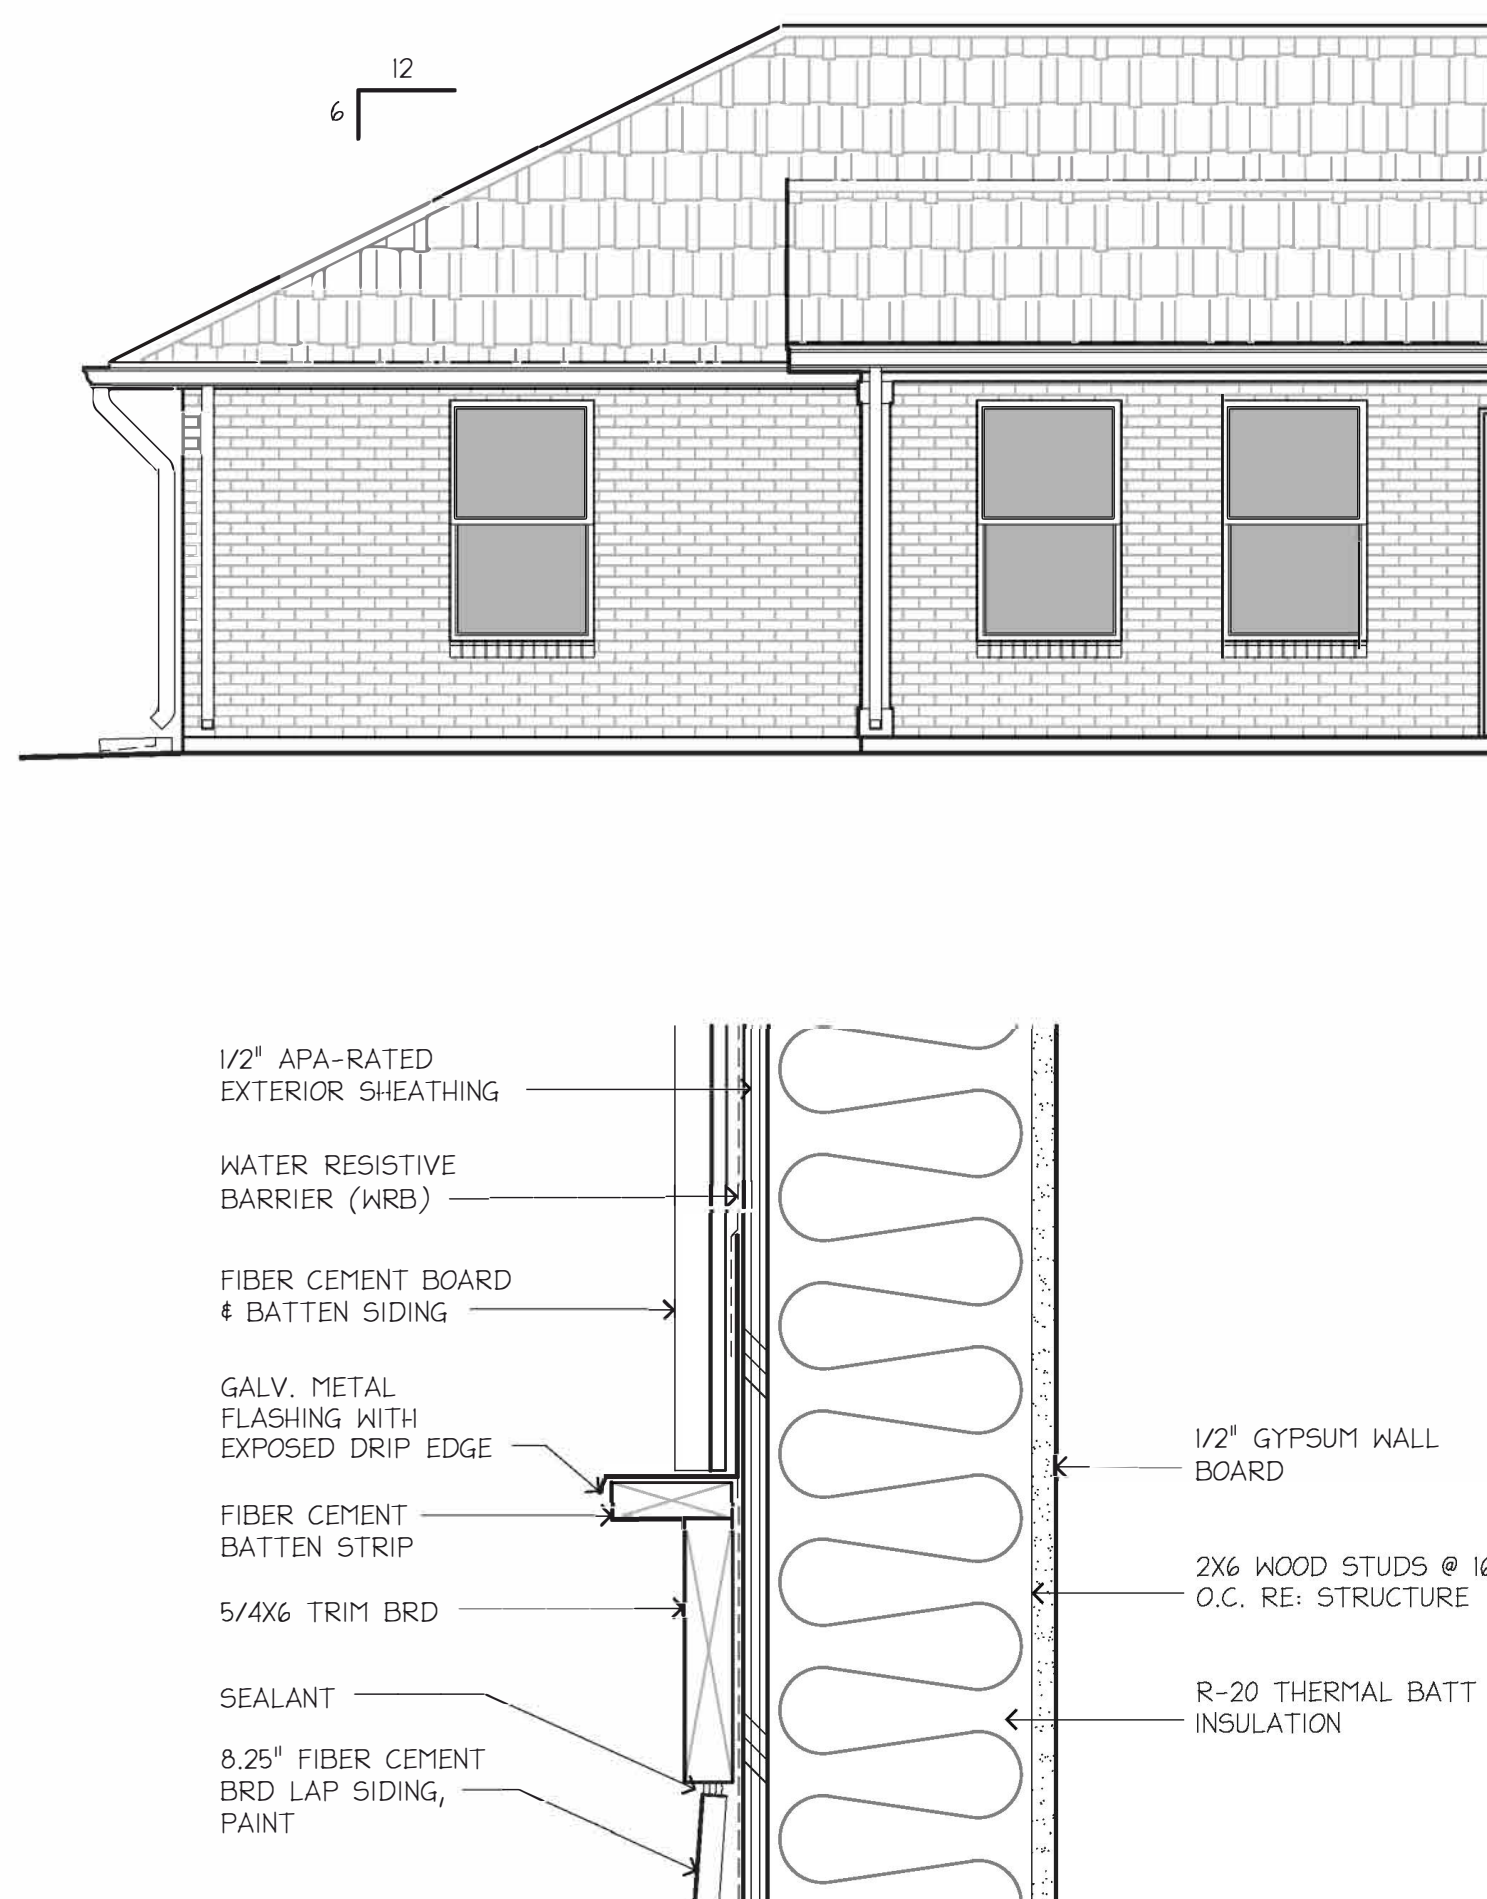 12
6
1/2" APA-RATED
EXTERIOR SHEATHING
WATER RESISTIVE
BARRIER (WRB)
FIBER CEMENT BOARD
& BATTEN SIDING
GALV. METAL
FLASHING WITH
EXPOSED DRIP EDGE
FIBER CEMENT
BATTEN STRIP
5/4X6 TRIM BRD
SEALANT
8.25" FIBER CEMENT
BRD LAP SIDING,
PAINT
1/2" GYPSUM WALL
BOARD
2X6 WOOD STUDS @ 16
O.C. RE: STRUCTURE
R-20 THERMAL BATT
INSULATION